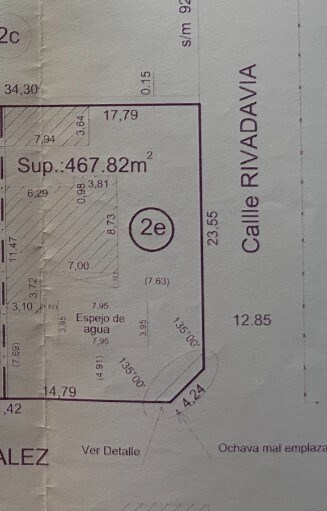 2c
s/m 92
34,30
0.15
17,79
7,94
3.64
Sup.:467.82m²
6,29
0,98
3,81
11,47
8,73
2e
23.55
Callle RIVADAVIA
7,00
3,72
(7.63)
3,10
7,95
Espejo de
agua
3,95
3,95
7,95
135°00'
12.85
(7,69)
(4.91)
135°00'
14,79
4,24
,42
ALEZ
Ver Detalle
Ochava mal emplaza